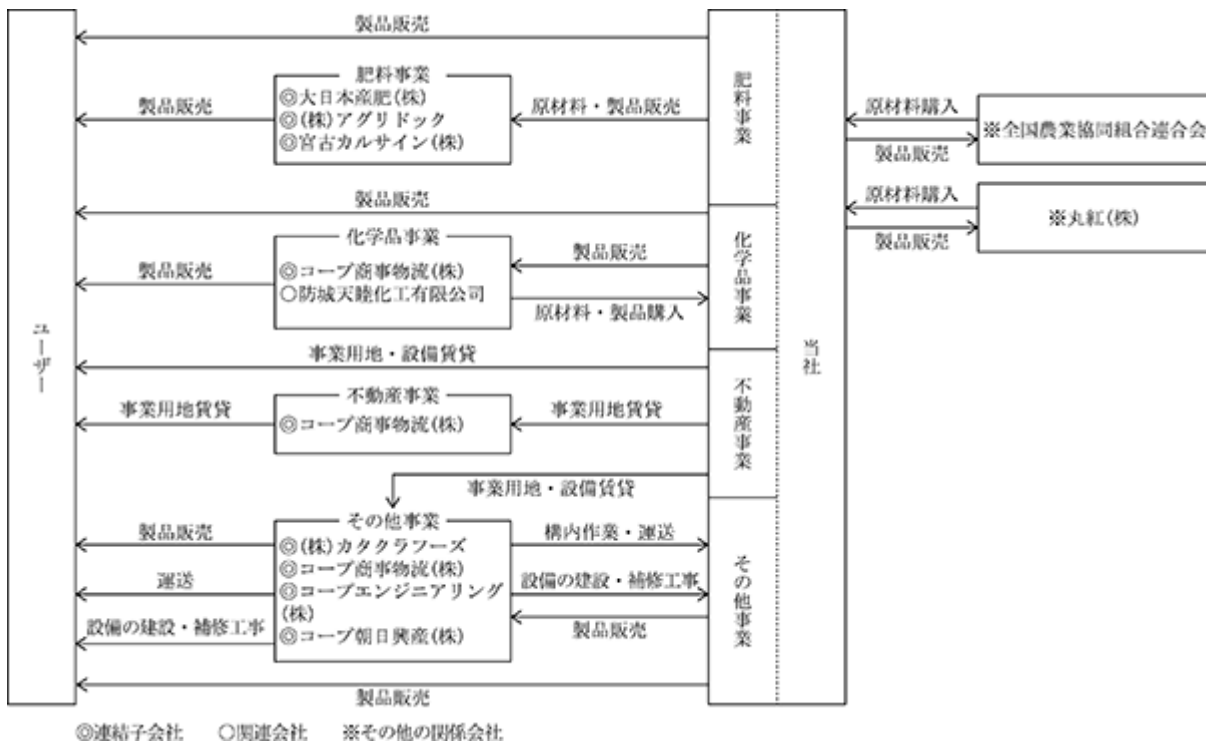 製品販売
肥料事業
◎大日本産肥(株)
◎(株)アグリドック
◎宮古カルサイン(株)
製品販売
原材料・製品販売
製品販売
化学品事業
◎コープ商事物流(株)
○防城天睦化工有限公司
製品販売
製品販売
原材料・製品購入
事業用地・設備賃貸
不動産事業
◎コープ商事物流(株)
事業用地賃貸
事業用地賃貸
事業用地・設備賃貸
その他事業
◎(株)カタクラフーズ
◎コープ商事物流(株)
◎コープエンジニアリング
(株)
◎コープ朝日興産(株)
製品販売
運送
設備の建設・補修工事
構内作業・運送
設備の建設・補修工事
製品販売
製品販売
ユーザー
肥料事業
化学品事業
不動産事業
その他事業
当社
原材料購入
※全国農業協同組合連合会
製品販売
原材料購入
※丸紅(株)
製品販売
◎連結子会社 ○関連会社 ※その他の関係会社